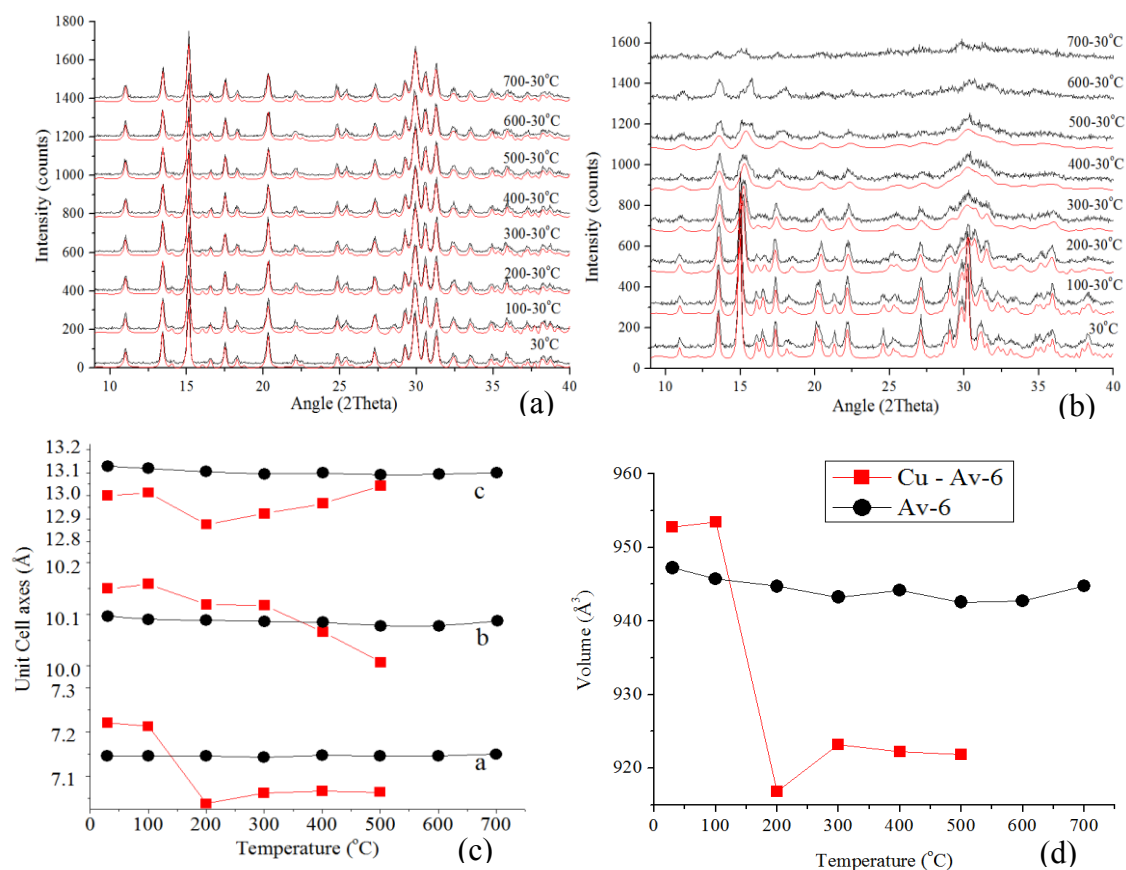 1800
1600
1400
1200
1000
800
600
400
200
0
700-30°C
600-30°C
500-30°C
400-30°C
300-30°C
200-30°C
100-30°C
30°C
10 15 20 25 30 35 40
Intensity (counts)
Angle (2Theta)
(a)
1600
1400
1200
1000
800
600
400
200
0
700-30°C
600-30°C
500-30°C
400-30°C
300-30°C
200-30°C
100-30°C
30°C
10 15 20 25 30 35 40
Intensity (counts)
Angle (2Theta)
(b)
13.2
13.1
13.0
12.9
12.8
10.2
10.1
10.0
7.3
7.2
7.1
c
b
a
0 100 200 300 400 500 600 700
Unit Cell axes (Å)
Temperature (°C)
(c)
960
950
940
930
920
Cu - Av-6
Av-6
0 100 200 300 400 500 600 700
Volume (Å³)
Temperature (°C)
(d)